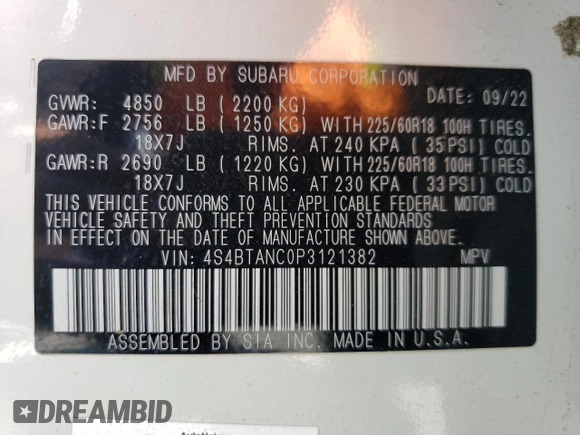 MFD BY SUBARU CORPORATION
GVWR: 4850 LB (2200 KG) DATE: 09/22
GAWR:F 2756 LB (1250 KG) WITH 225/60R18 100H TIRES.
18X7J RIMS. AT 240 KPA (35 PSI) COLD
GAWR:R 2690 LB (1220 KG) WITH 225/60R18 100H TIRES.
18X7J RIMS. AT 230 KPA (33 PSI) COLD
THIS VEHICLE CONFORMS TO ALL APPLICABLE FEDERAL MOTOR
VEHICLE SAFETY AND THEFT PREVENTION STANDARDS
IN EFFECT ON THE DATE OF MANUFACTURE SHOWN ABOVE.
VIN: 4S4BTANC0P3121382 MPV
ASSEMBLED BY SIA INC. MADE IN U.S.A.
DREAMBID